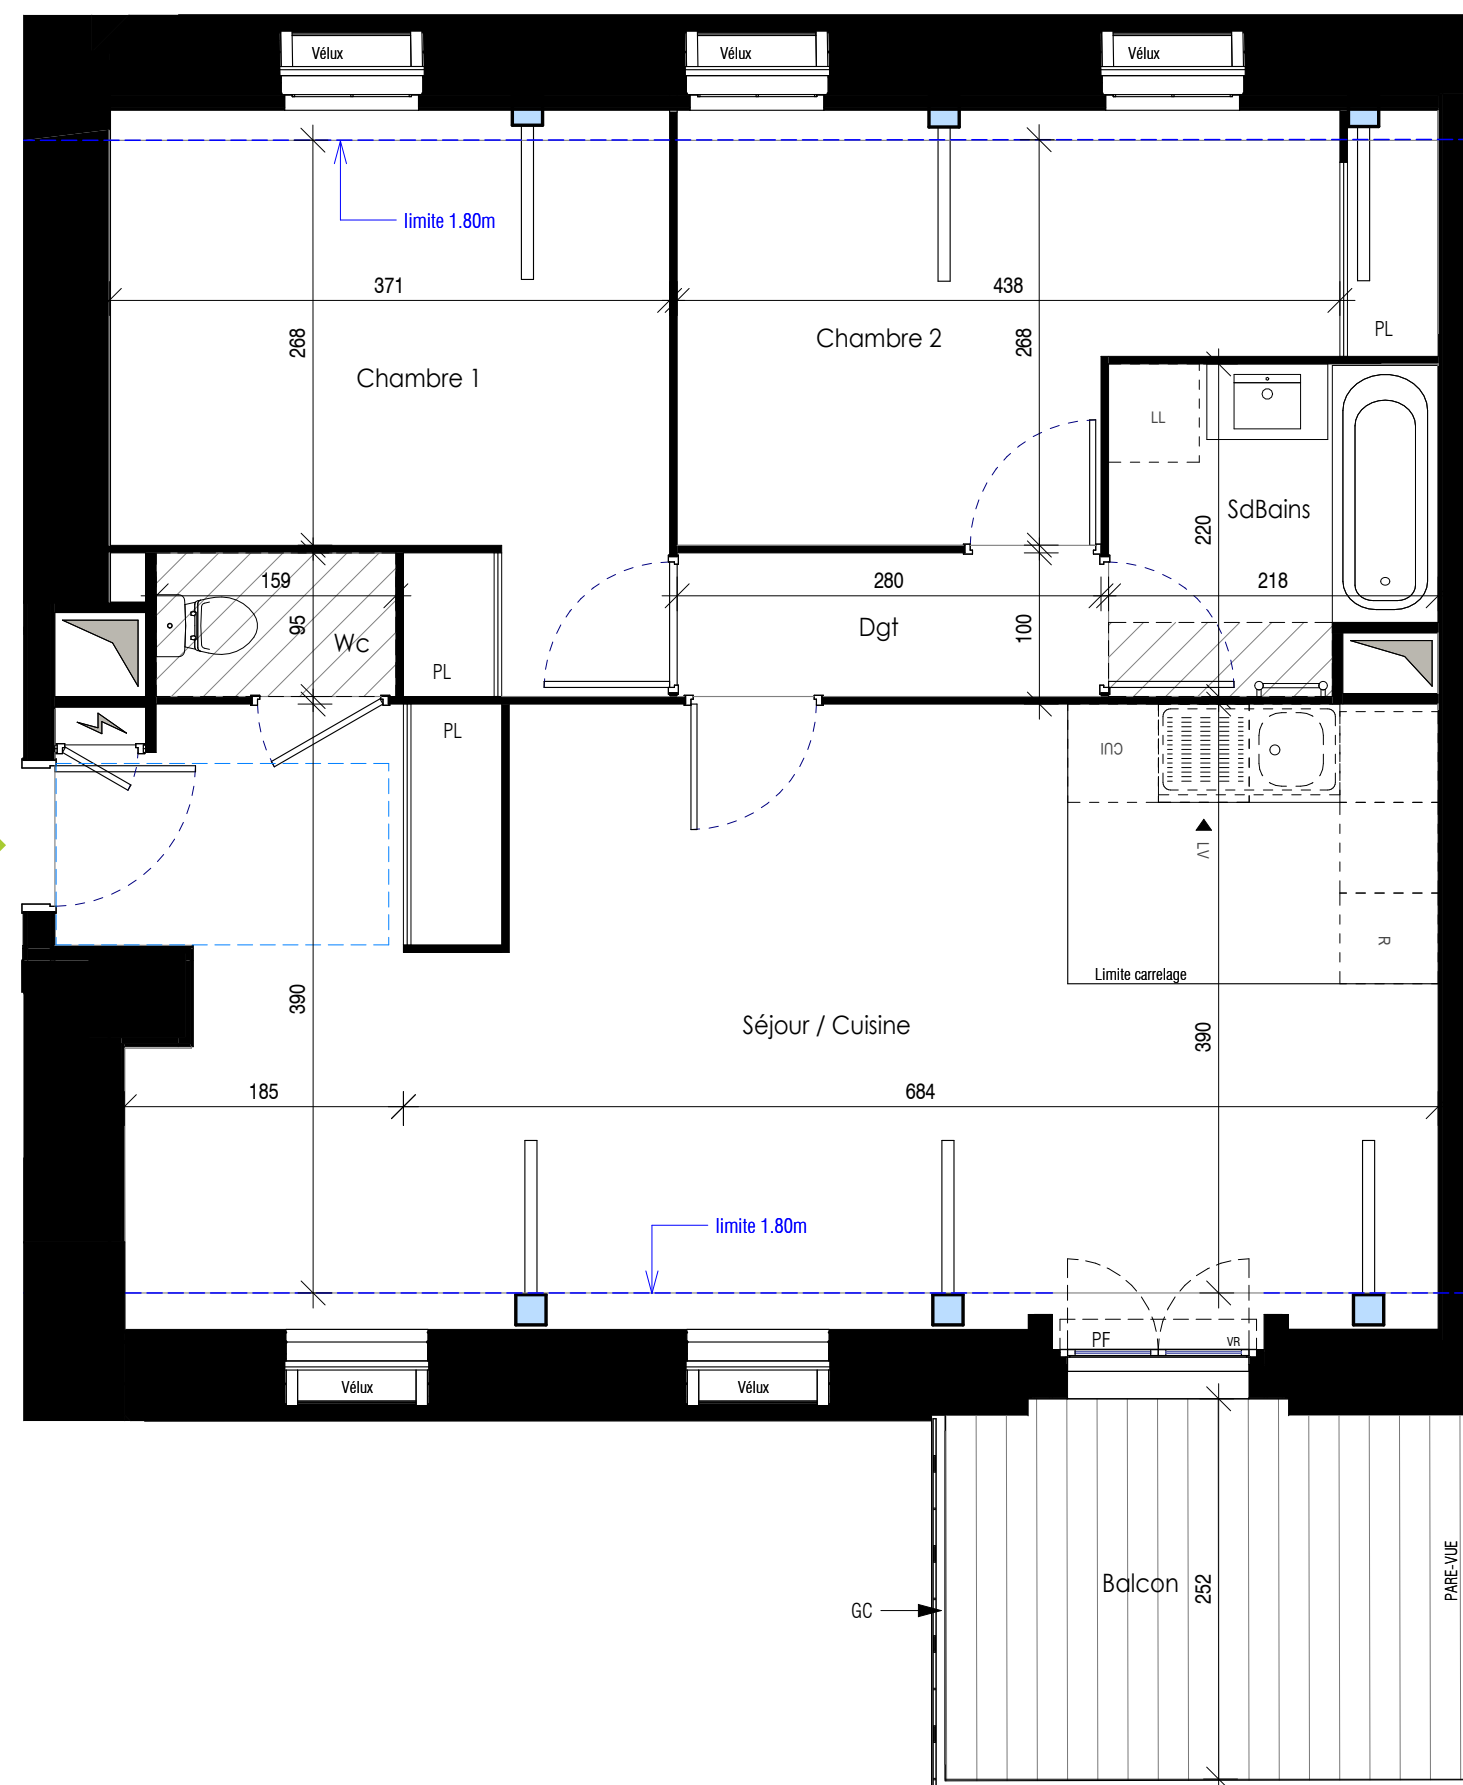 Vélux
Vélux
Vélux
limite 1.80m
371
438
268
268
PL
Chambre 1
Chambre 2
LL
SdBains
220
159
280
218
95
Wc
Dgt
100
PL
PL
CUI
LV
R
Limite carrelage
390
Séjour / Cuisine
390
185
684
limite 1.80m
PF
VR
Vélux
Vélux
Balcon
252
GC
PARE-VUE